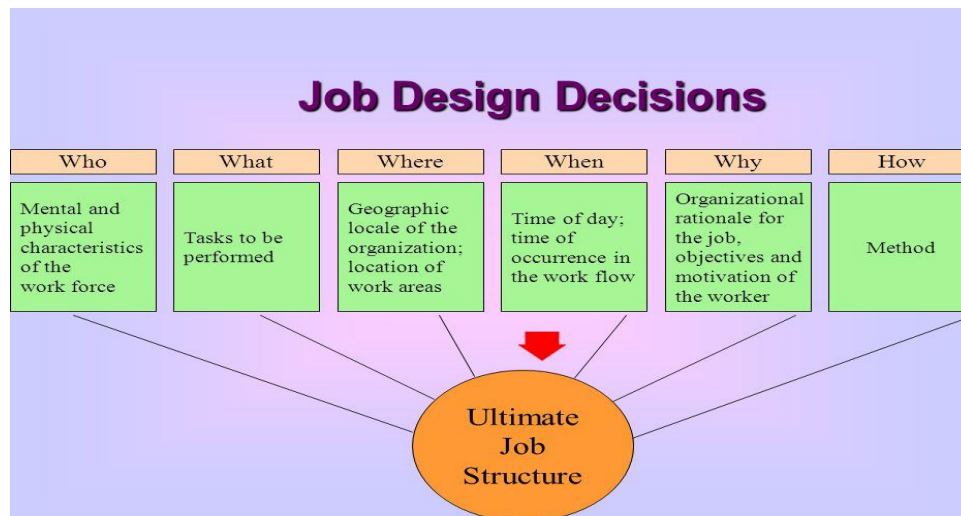 Job Design Decisions
Who
What
Where
When
Why
How
Mental and
physical
characteristics
of the
work force
Tasks to be
performed
Geographic
locale of the
organization;
location of
work areas
Time of day;
time of
occurrence
in the work flow
Organizational
rationale for
the job,
objectives and
motivation of
the worker
Method
Ultimate
Job
Structure